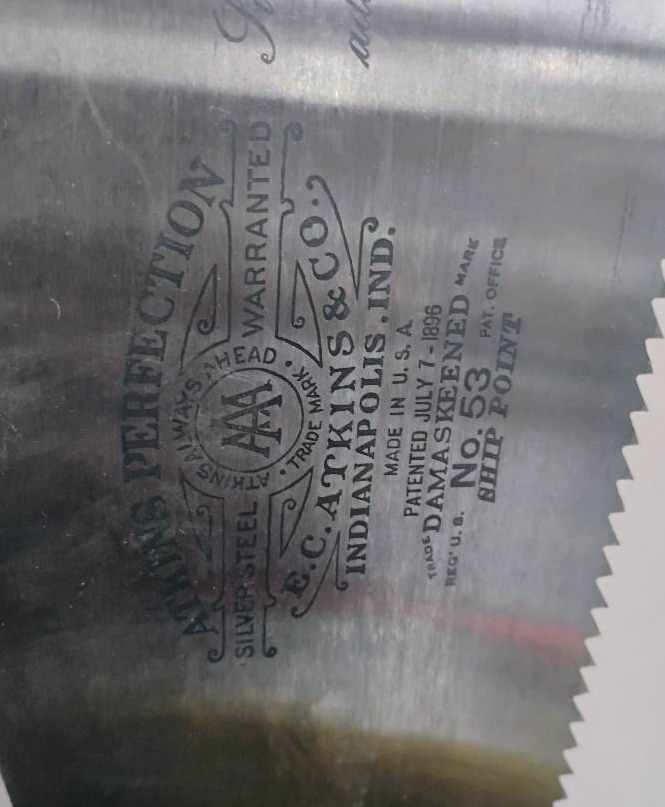 ATKINS PERFECTION
ATKINS ALWAYS AHEAD
SILVER STEEL AAA. WARRANTED
TRADE MARK
E.C. ATKINS & CO.
INDIANAPOLIS. IND.
MADE IN U.S.A
PATENTED JULY 7-1896
TRADE DAMASKEENED MARK
REG' U.S. No. 53 PAT. OFFICE
SHIP POINT